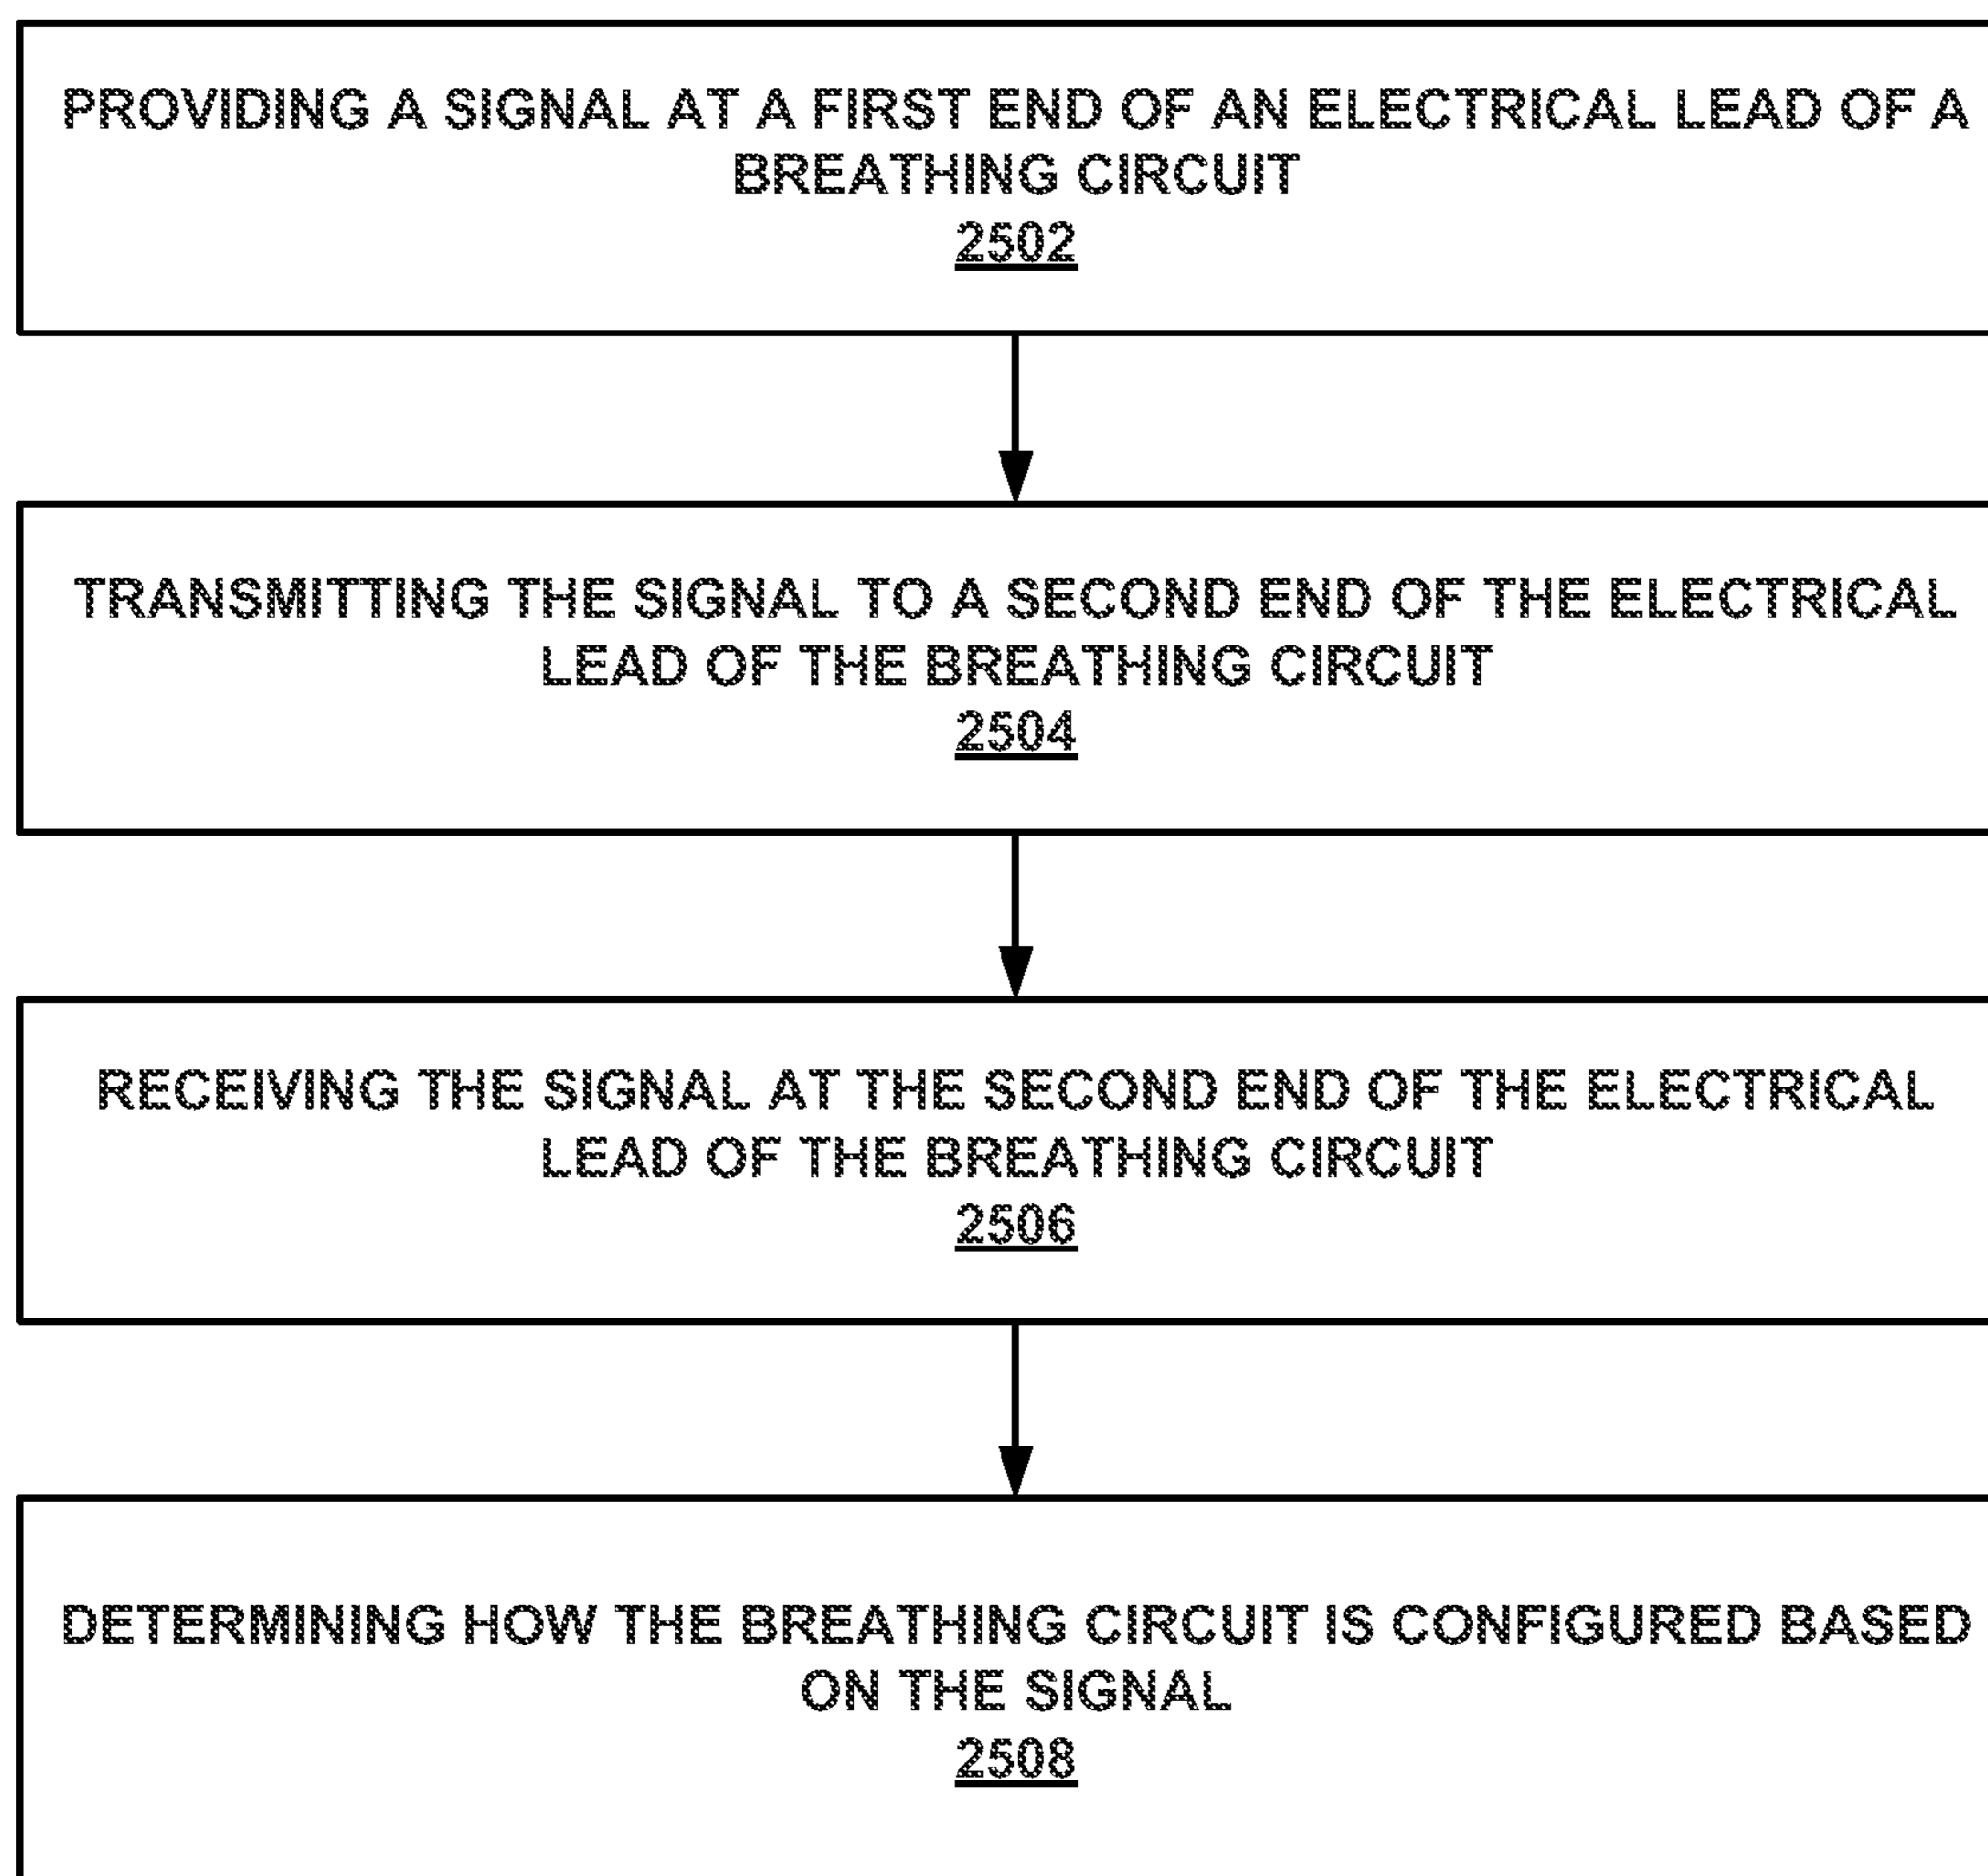 PROVIDING A SIGNAL AT A FIRST END OF AN ELECTRICAL LEAD OF A
BREATHING CIRCUIT
2502
TRANSMITTING THE SIGNAL TO A SECOND END OF THE ELECTRICAL
LEAD OF THE BREATHING CIRCUIT
2504
RECEIVING THE SIGNAL AT THE SECOND END OF THE ELECTRICAL
LEAD OF THE BREATHING CIRCUIT
2506
DETERMINING HOW THE BREATHING CIRCUIT IS CONFIGURED BASED
ON THE SIGNAL
2508